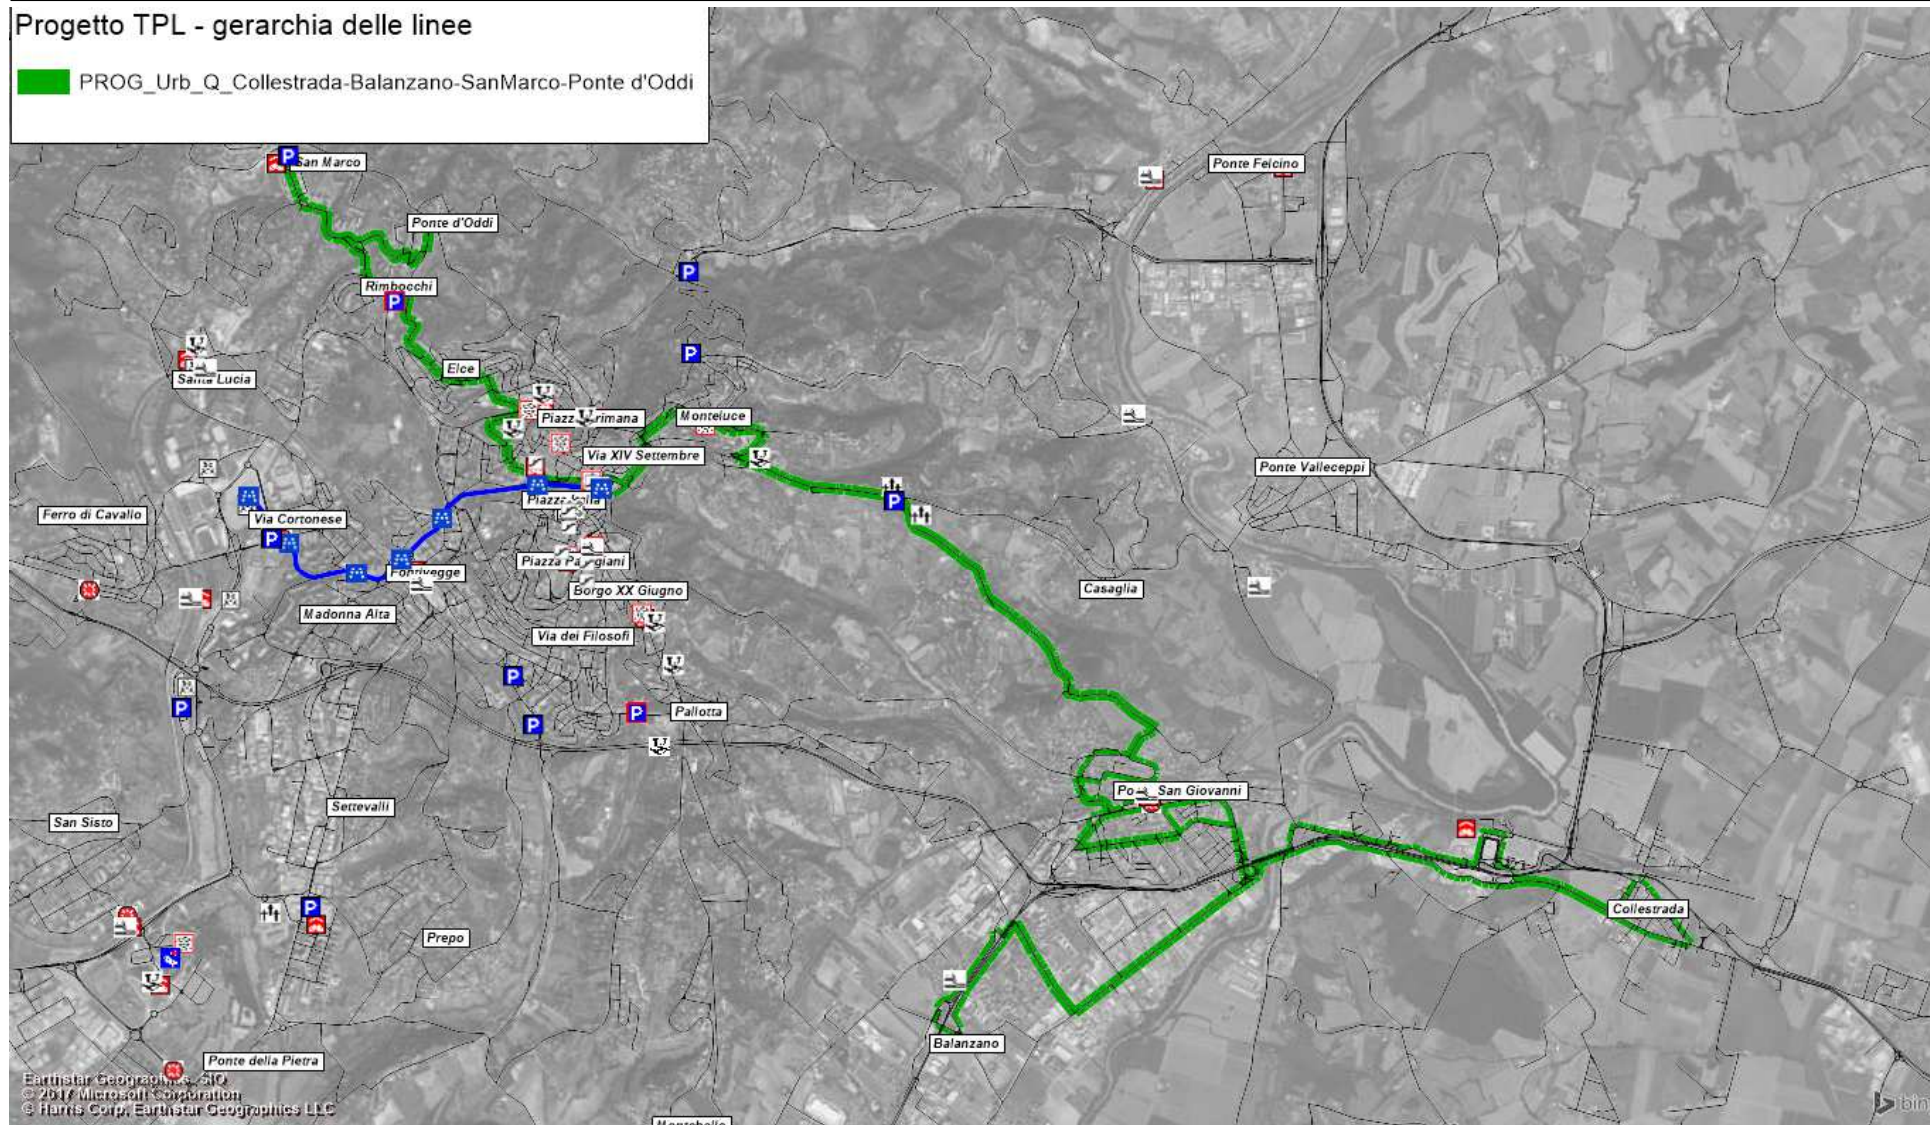 Progetto TPL - gerarchia delle linee
PROG_Urb_Q_Collestrada-Balanzano-SanMarco-Ponte d'Oddi
San Marco
Ponte Felcino
Ponte d'Oddi
Rimbocchi
Elce
Santa Lucia
Monteluce
Via XIV Settembre
Ponte Valleceppi
Piazza
Ferro di Cavallo
Via Cortonese
Piazza
Borgo XX Giugno
Casaglia
Madonna Alta
Via dei Filosofi
Pallotta
San Giovanni
Settevalli
San Sisto
Collestrada
Prepo
Balanzano
Ponte della Pietra
Earthstar Geographics, SIO
© 2017 Microsoft Corporation
© Harris Corp, Earthstar Geographics LLC
bin